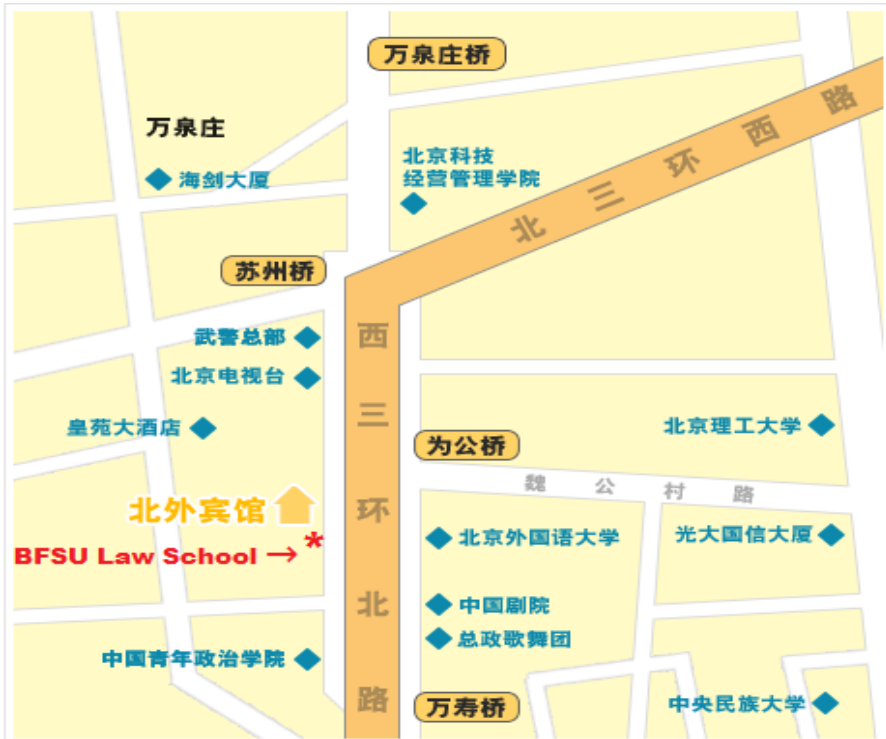 万泉庄桥
北三环西路
万泉庄
北京科技
经营管理学院
海剑大厦
苏州桥
西三环北路
武警总部
北京电视台
皇苑大酒店
为公桥
北京理工大学
魏公村路
北外宾馆
BFSU Law School → *
北京外国语大学
光大国信大厦
中国剧院
总政歌舞团
中国青年政治学院
万寿桥
中央民族大学